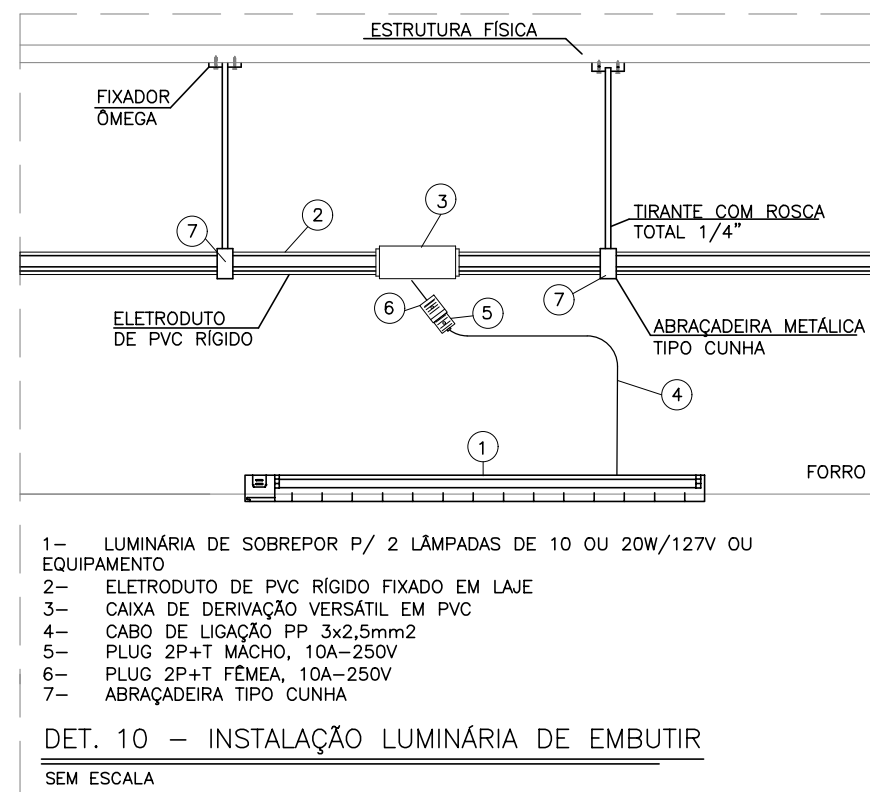 ESTRUTURA FÍSICA
FIXADOR
ÔMEGA
3
2
7
TIRANTE COM ROSCA
TOTAL 1/4"
6
5
7
ELETRODUTO
DE PVC RÍGIDO
ABRAÇADEIRA METÁLICA
TIPO CUNHA
4
1
FORRO
1– LUMINÁRIA DE SOBREPOR P/ 2 LÂMPADAS DE 10 OU 20W/127V OU
EQUIPAMENTO
2– ELETRODUTO DE PVC RÍGIDO FIXADO EM LAJE
3– CAIXA DE DERIVAÇÃO VERSÁTIL EM PVC
4– CABO DE LIGAÇÃO PP 3x2,5mm2
5– PLUG 2P+T MACHO, 10A–250V
6– PLUG 2P+T FÊMEA, 10A–250V
7– ABRAÇADEIRA TIPO CUNHA
DET. 10 – INSTALAÇÃO LUMINÁRIA DE EMBUTIR
SEM ESCALA